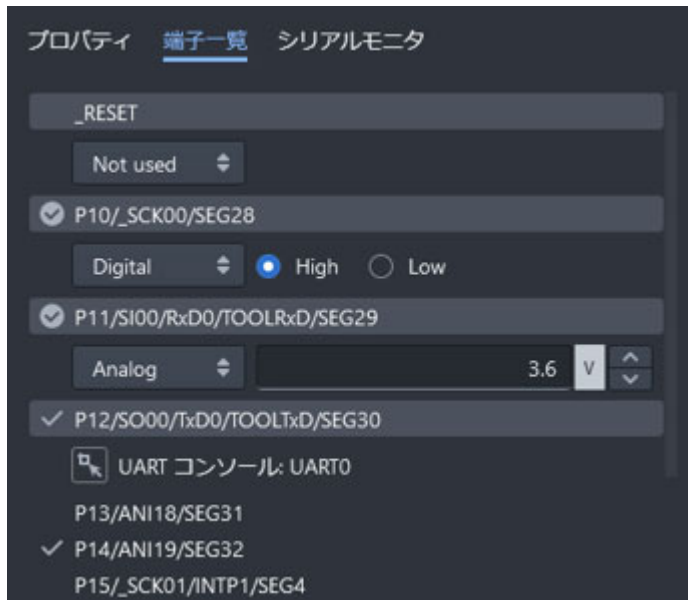 プロパティ 端子一覧 シリアルモニタ
_RESET
Not used
P10/_SCK00/SEG28
Digital High Low
P11/SI00/RxD0/TOOLRxD/SEG29
Analog 3.6 V
P12/SO00/TxD0/TOOLTxD/SEG30
UART コンソール: UART0
P13/ANI18/SEG31
P14/ANI19/SEG32
P15/_SCK01/INTP1/SEG4